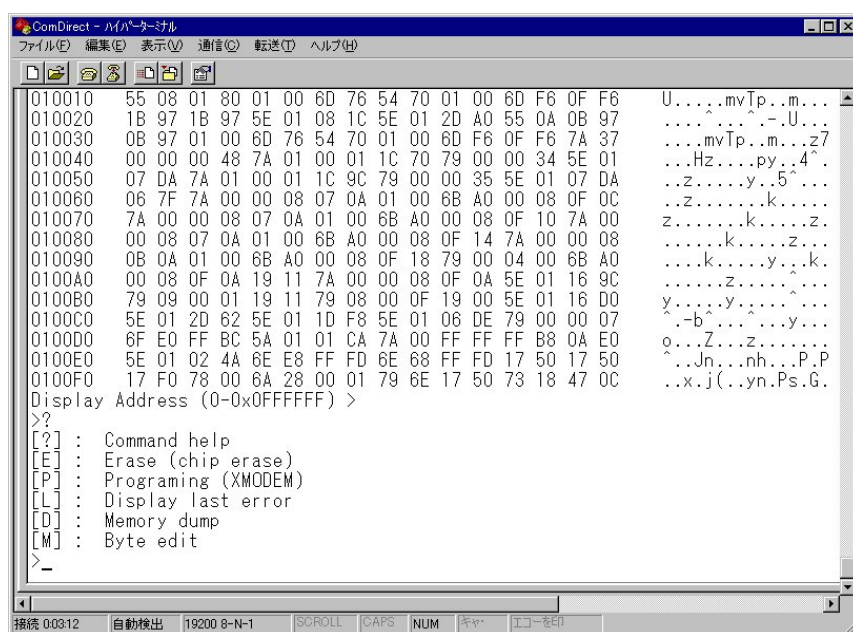 ComDirect - ハイパーターミナル
ファイル(F) 編集(E) 表示(V) 通信(C) 転送(T) ヘルプ(H)
010010 55 08 01 80 01 00 6D 76 54 70 01 00 6D F6 0F F6 U.....mvTp..m...
010020 1B 97 1B 97 5E 01 08 1C 5E 01 2D A0 55 0A 0B 97 ....^...^.-.U...
010030 0B 97 01 00 6D 76 54 70 01 00 6D F6 0F F6 7A 37 ....mvTp..m...z7
010040 00 00 00 48 7A 01 00 01 1C 70 79 00 00 34 5E 01 ...Hz....py..4^.
010050 07 DA 7A 01 00 01 1C 9C 79 00 00 35 5E 01 07 DA ..z.....y..5^...
010060 06 7F 7A 00 00 08 07 0A 01 00 6B A0 00 08 0F 0C ..z.......k.....
010070 7A 00 00 08 07 0A 01 00 6B A0 00 08 0F 10 7A 00 z.......k.....z.
010080 00 08 07 0A 01 00 6B A0 00 08 0F 14 7A 00 00 08 ......k.....z...
010090 0B 0A 01 00 6B A0 00 08 0F 18 79 00 04 00 6B A0 ....k.....y...k.
0100A0 00 08 0F 0A 19 11 7A 00 00 08 0F 0A 5E 01 16 9C ......z.....^...
0100B0 79 09 00 01 19 11 79 08 00 0F 19 00 5E 01 16 D0 y.....y.....^...
0100C0 5E 01 2D 62 5E 01 1D F8 5E 01 06 DE 79 00 00 07 ^.-b^...^...y...
0100D0 6F E0 FF BC 5A 01 01 CA 7A 00 FF FF FF B8 0A E0 o...Z...z.......
0100E0 5E 01 02 4A 6E E8 FF FD 6E 68 FF FD 17 50 17 50 ^..Jn...nh...P.P
0100F0 17 F0 78 00 6A 28 00 01 79 6E 17 50 73 18 47 0C ..x.j(..yn.Ps.G.
Display Address (0-0x0FFFFFF) >
>?
[?] : Command help
[E] : Erase (chip erase)
[P] : Programing (XMODEM)
[L] : Display last error
[D] : Memory dump
[M] : Byte edit
>_
接続 0:03:12 自動検出 19200 8-N-1 SCROLL CAPS NUM キャ・ エコーを印